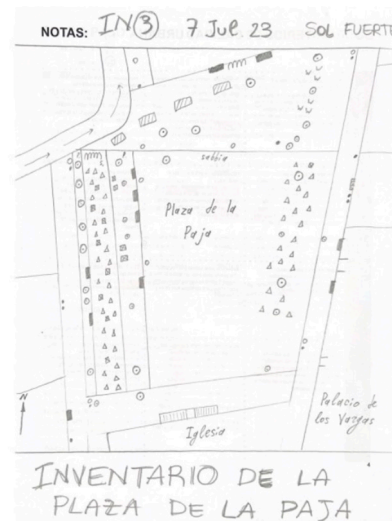 NOTAS: IN③ 7 Jul 23 SOL FUERTE
subbia
Plaza de la
Paja
N
Palacio de
los Vargas
Iglesia
INVENTARIO DE LA
PLAZA DE LA PAJA